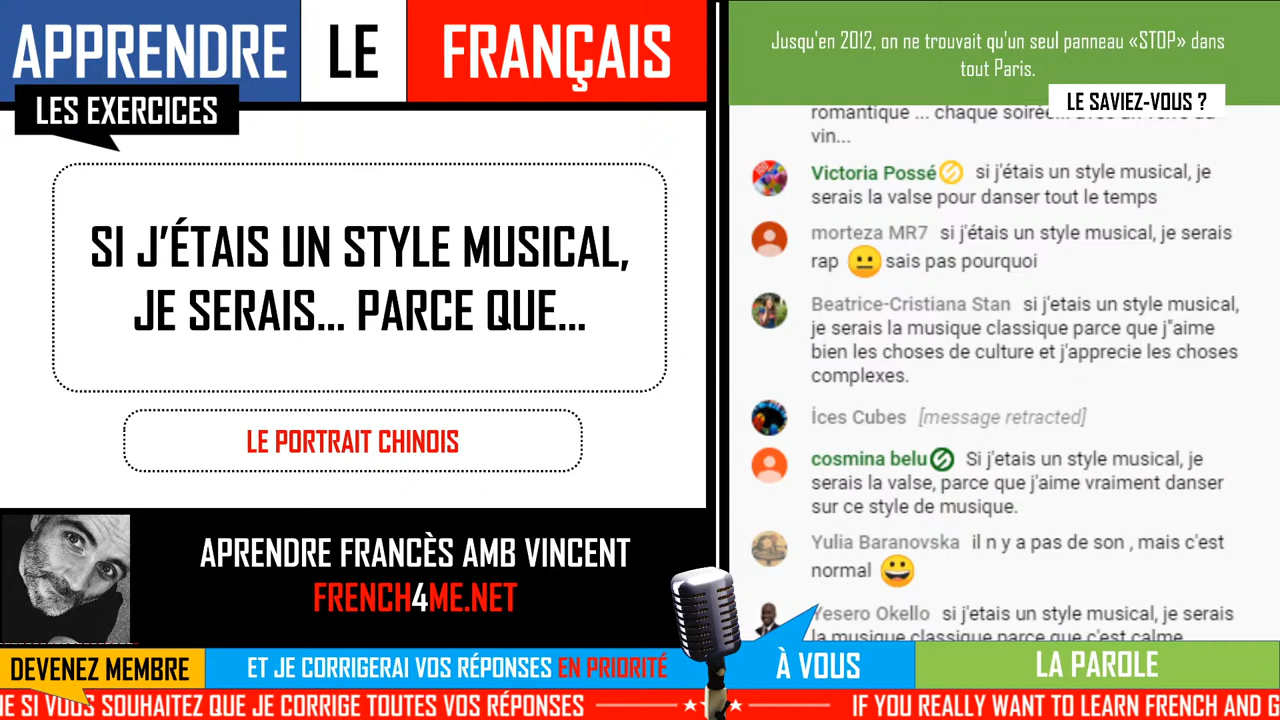 APPRENDRE LE FRANÇAIS
LES EXERCICES
SI J'ÉTAIS UN STYLE MUSICAL,
JE SERAIS... PARCE QUE...
LE PORTRAIT CHINOIS
APRENDRE FRANCÈS AMB VINCENT
FRENCH4ME.NET
DEVENEZ MEMBRE
ET JE CORRIGERAI VOS RÉPONSES EN PRIORITÉ
Jusqu'en 2012, on ne trouvait qu'un seul panneau «STOP» dans
tout Paris.
LE SAVIEZ-VOUS ?
romantique ... chaque soirée... avec un verre du
vin...
Victoria Possé si j'étais un style musical, je
serais la valse pour danser tout le temps
morteza MR7 si j'étais un style musical, je serais
rap 😐 sais pas pourquoi
Beatrice-Cristiana Stan si j'etais un style musical,
je serais la musique classique parce que j"aime
bien les choses de culture et j'apprecie les choses
complexes.
İces Cubes [message retracted]
cosmina belu Si j'etais un style musical, je
serais la valse, parce que j'aime vraiment danser
sur ce style de musique.
Yulia Baranovska il n y a pas de son , mais c'est
normal 😀
Yesero Okello si j'etais un style musical, je serais
la musique classique parce que c'est calme
À VOUS
LA PAROLE
NE SI VOUS SOUHAITEZ QUE JE CORRIGE TOUTES VOS RÉPONSES
IF YOU REALLY WANT TO LEARN FRENCH AND G